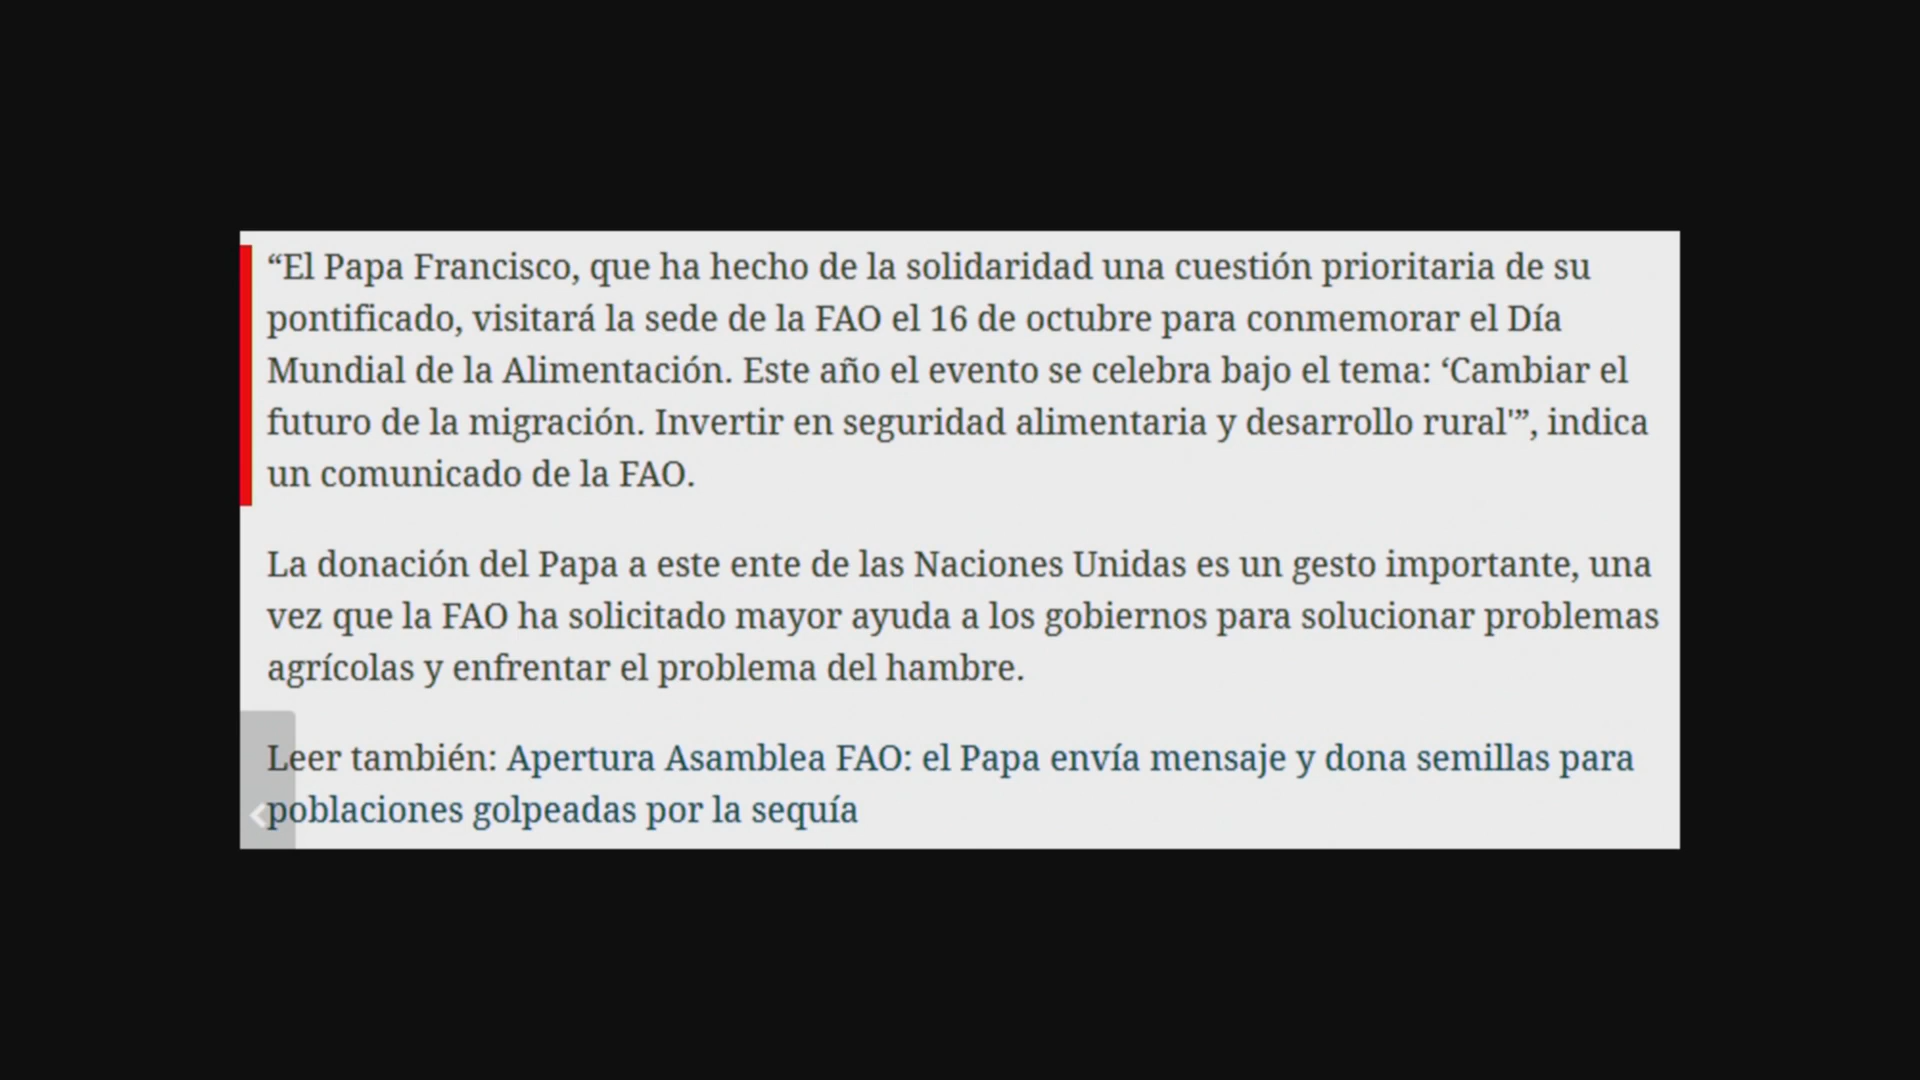 “El Papa Francisco, que ha hecho de la solidaridad una cuestión prioritaria de su
pontificado, visitará la sede de la FAO el 16 de octubre para conmemorar el Día
Mundial de la Alimentación. Este año el evento se celebra bajo el tema: ‘Cambiar el
futuro de la migración. Invertir en seguridad alimentaria y desarrollo rural'”, indica
un comunicado de la FAO.
La donación del Papa a este ente de las Naciones Unidas es un gesto importante, una
vez que la FAO ha solicitado mayor ayuda a los gobiernos para solucionar problemas
agrícolas y enfrentar el problema del hambre.
Leer también: Apertura Asamblea FAO: el Papa envía mensaje y dona semillas para
poblaciones golpeadas por la sequía